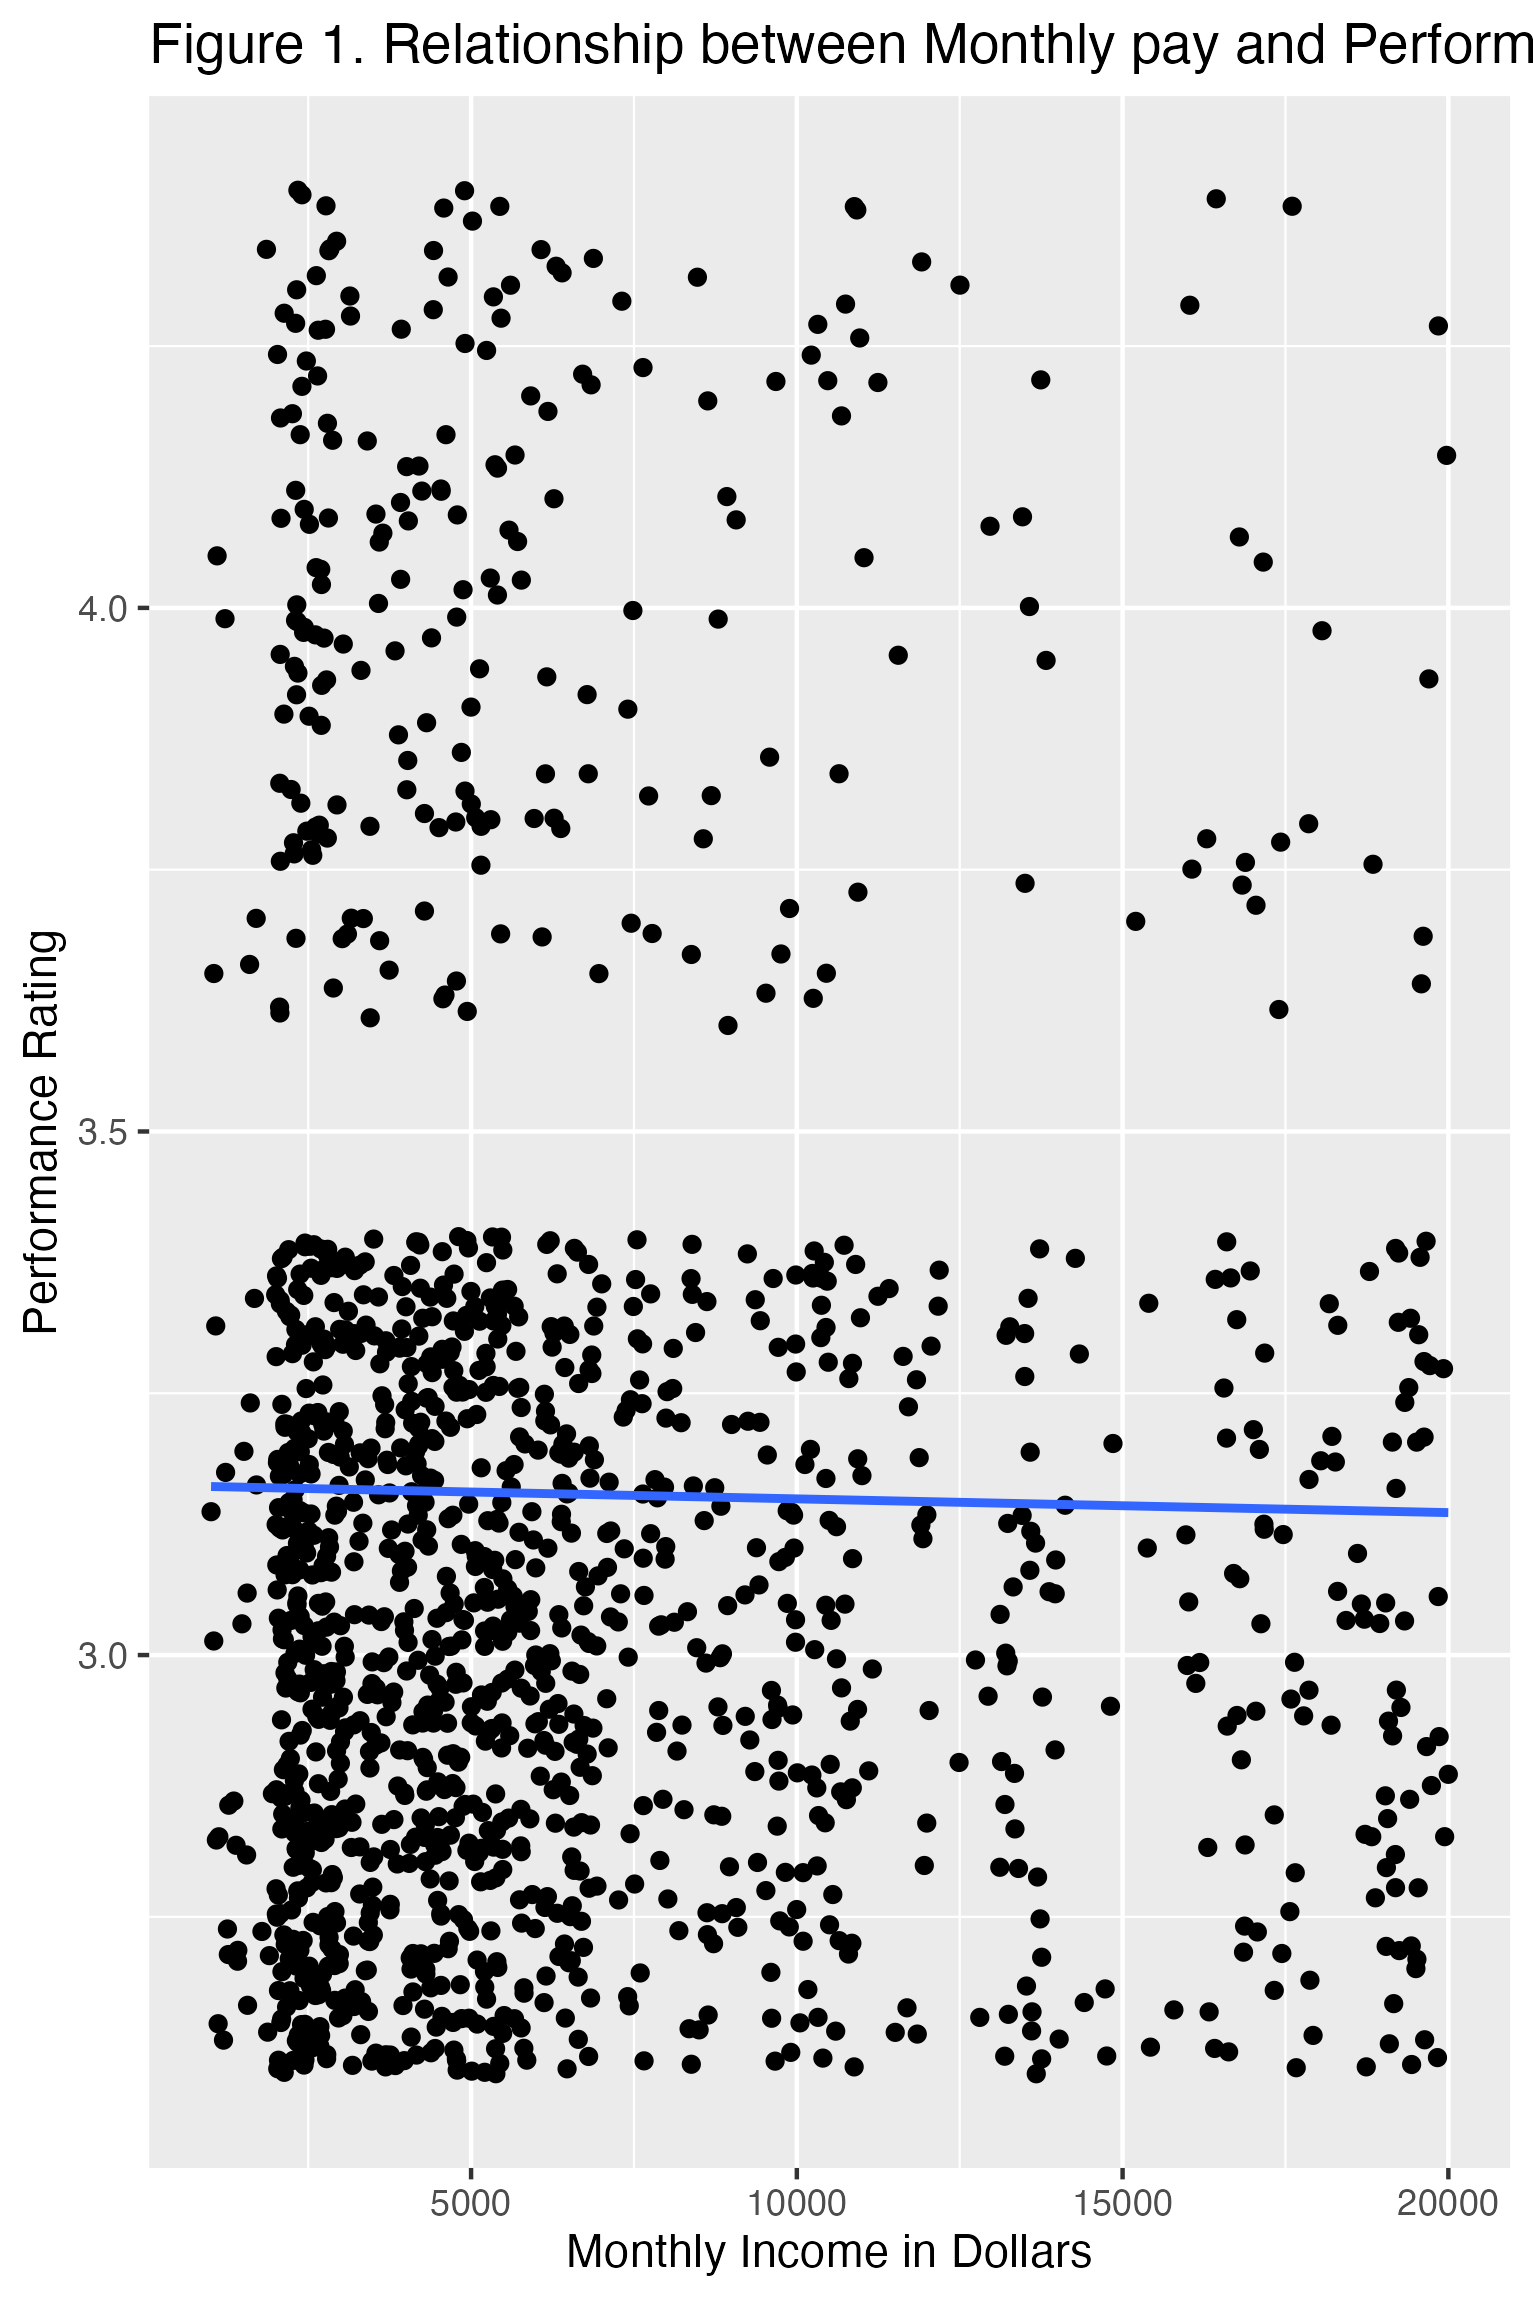 Figure 1. Relationship between Monthly pay and Perform
4.0
3.5
3.0
Performance Rating
5000
10000
15000
20000
Monthly Income in Dollars